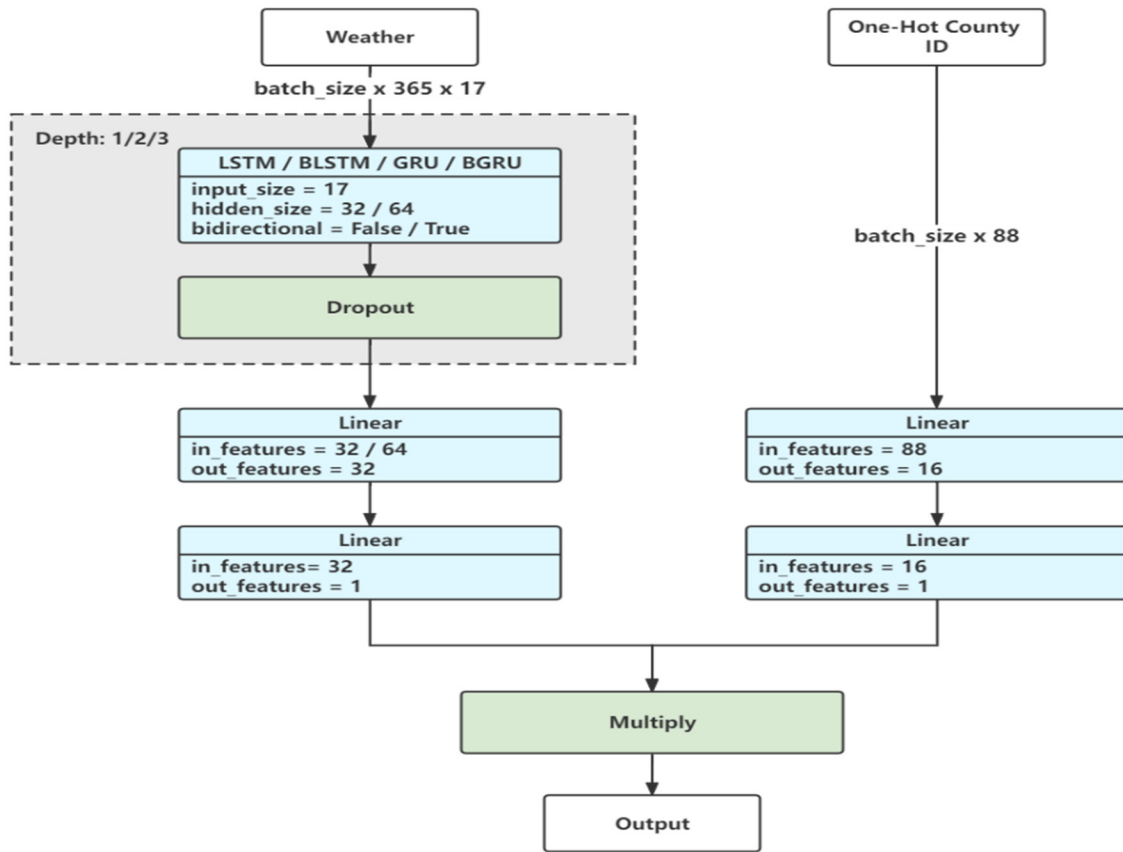 Weather
batch_size x 365 x 17
Depth: 1/2/3
LSTM / BLSTM / GRU / BGRU
input_size = 17
hidden_size = 32 / 64
bidirectional = False / True
Dropout
Linear
in_features = 32 / 64
out_features = 32
Linear
in_features= 32
out_features = 1
One-Hot County
ID
batch_size x 88
Linear
in_features = 88
out_features = 16
Linear
in_features = 16
out_features = 1
Multiply
Output